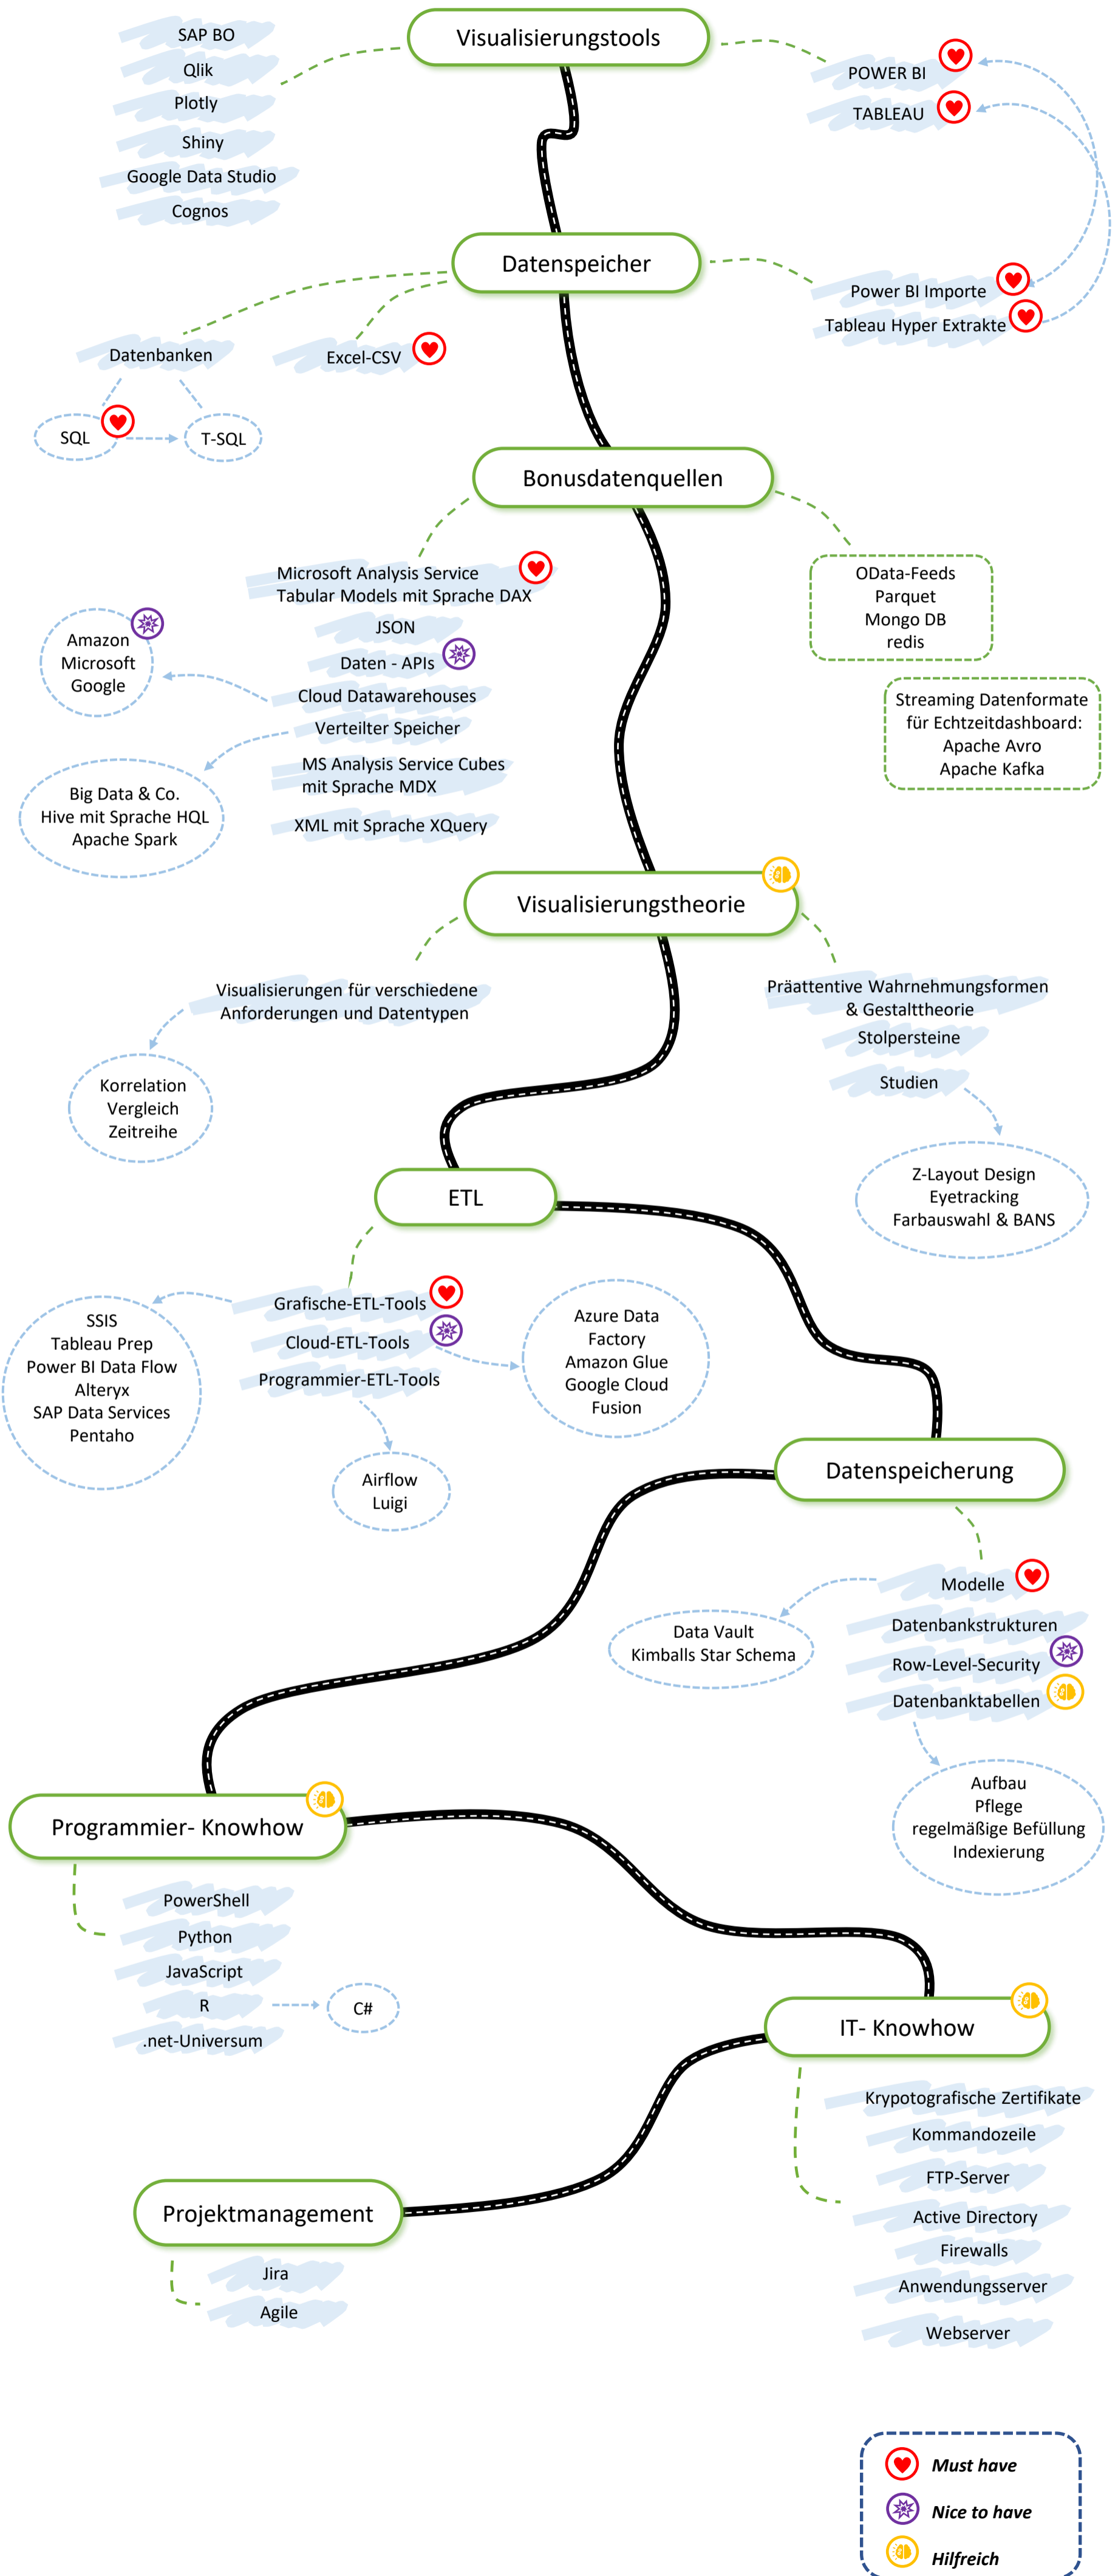 Visualisierungstools
SAP BO
Qlik
Plotly
Shiny
Google Data Studio
Cognos
POWER BI
TABLEAU
Datenspeicher
Power BI Importe
Tableau Hyper Extrakte
Datenbanken
Excel-CSV
SQL
T-SQL
Bonusdatenquellen
Microsoft Analysis Service
Tabular Models mit Sprache DAX
JSON
Daten - APIs
Cloud Datawarehouses
Verteilter Speicher
MS Analysis Service Cubes
mit Sprache MDX
XML mit Sprache XQuery
Amazon
Microsoft
Google
Big Data & Co.
Hive mit Sprache HQL
Apache Spark
OData-Feeds
Parquet
Mongo DB
redis
Streaming Datenformate
für Echtzeitdashboard:
Apache Avro
Apache Kafka
Visualisierungstheorie
Visualisierungen für verschiedene
Anforderungen und Datentypen
Korrelation
Vergleich
Zeitreihe
Präattentive Wahrnehmungsformen
& Gestalttheorie
Stolpersteine
Studien
Z-Layout Design
Eyetracking
Farbauswahl & BANS
ETL
Grafische-ETL-Tools
Cloud-ETL-Tools
Programmier-ETL-Tools
SSIS
Tableau Prep
Power BI Data Flow
Alteryx
SAP Data Services
Pentaho
Azure Data
Factory
Amazon Glue
Google Cloud
Fusion
Airflow
Luigi
Datenspeicherung
Modelle
Datenbankstrukturen
Row-Level-Security
Datenbanktabellen
Data Vault
Kimballs Star Schema
Aufbau
Pflege
regelmäßige Befüllung
Indexierung
Programmier- Knowhow
PowerShell
Python
JavaScript
R
.net-Universum
C#
IT- Knowhow
Krypotografische Zertifikate
Kommandozeile
FTP-Server
Active Directory
Firewalls
Anwendungsserver
Webserver
Projektmanagement
Jira
Agile
Must have
Nice to have
Hilfreich